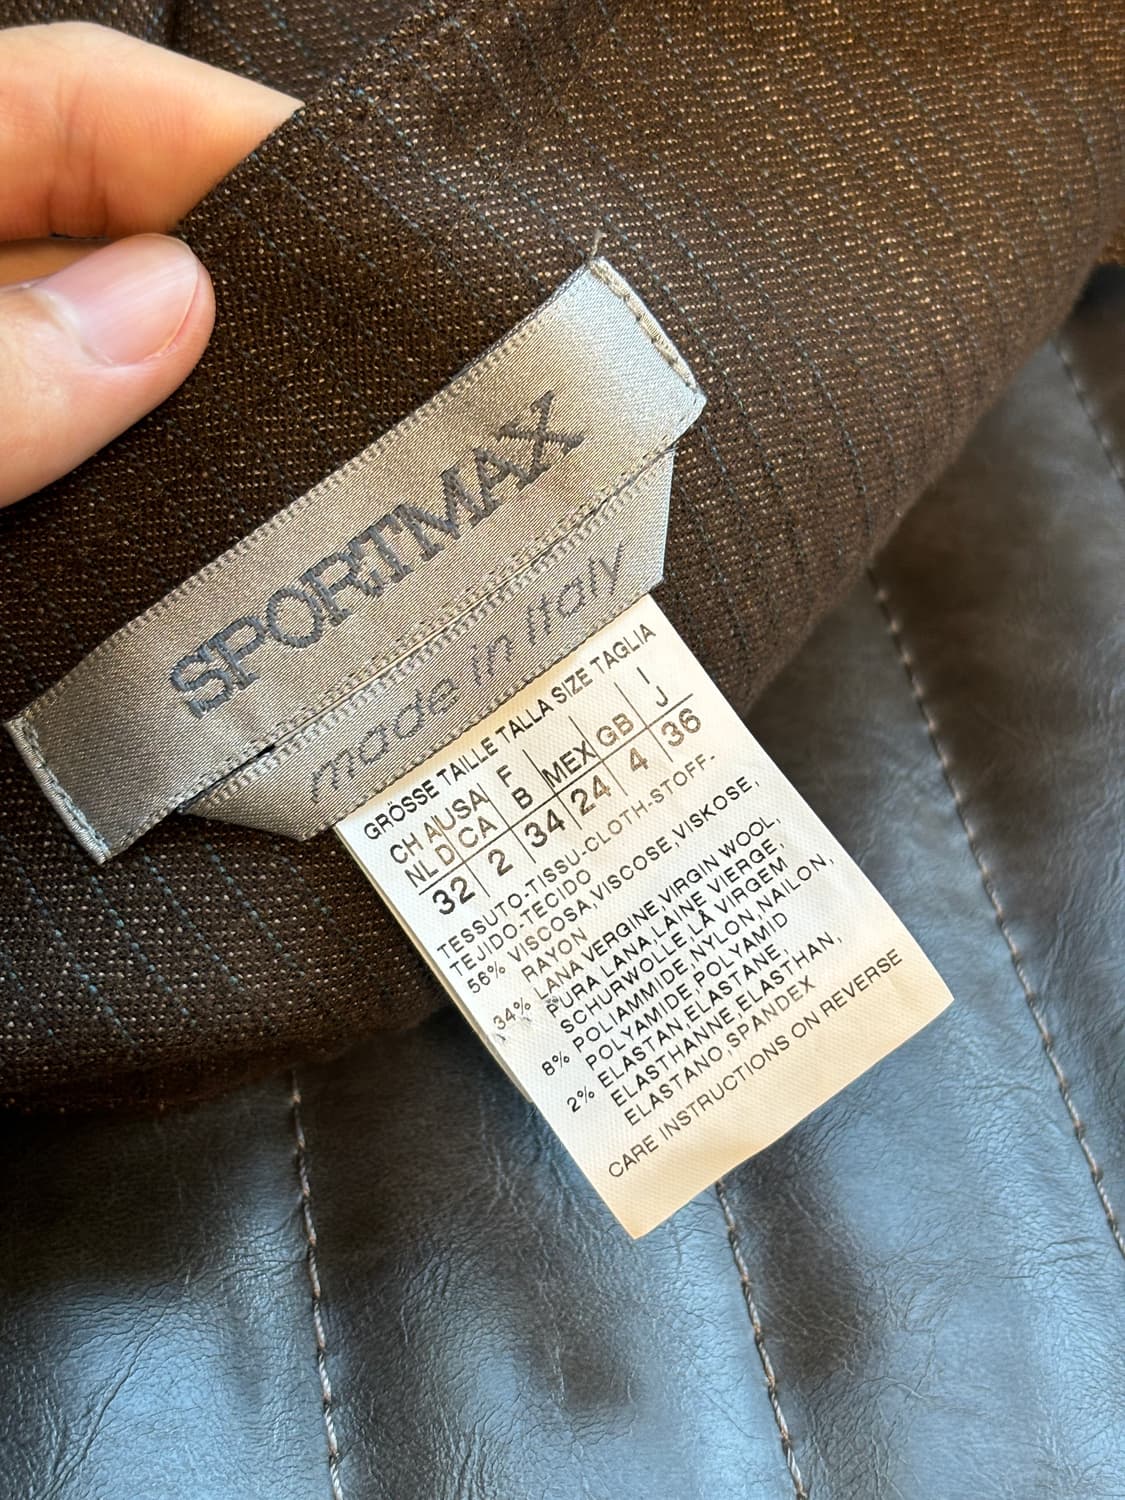 SPORTMAX
made in Italy
GRÖSSE TAILLE TALLA SIZE TAGLIA
CH A USA F MEX GB I
NL D CA B J
32 2 34 24 4 36
TESSUTO-TISSU-CLOTH-STOFF-
TEJIDO-TECIDO
56% VISCOSA,VISCOSE,VISKOSE,
RAYON
34% LANA VERGINE,VIRGIN WOOL,
PURA LANA,LAINE VIERGE,
SCHURWOLLE,LÃ VIRGEM
8% POLIAMMIDE,NYLON,NAILON,
POLYAMIDE,POLYAMID
2% ELASTAN,ELASTANE,
ELASTHANNE,ELASTHAN,
ELASTANO,SPANDEX
CARE INSTRUCTIONS ON REVERSE